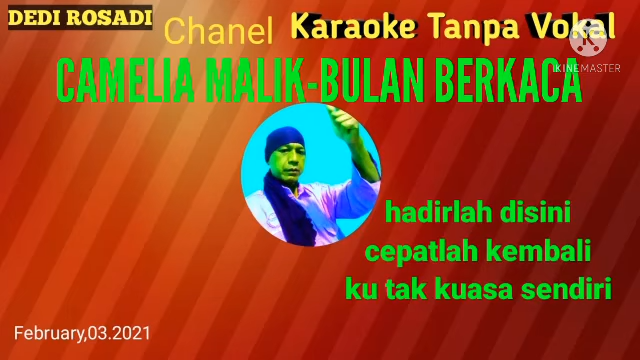 DEDI ROSADI
Chanel Karaoke Tanpa Vokal
KINEMASTER
CAMELIA MALIK-BULAN BERKACA
hadirlah disini
cepatlah kembali
ku tak kuasa sendiri
February,03.2021